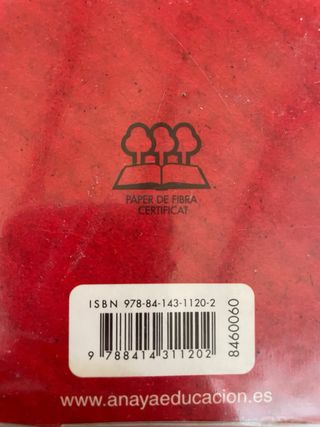 PAPER DE FIBRA
CERTIFICAT
ISBN 978-84-143-1120-2
9 788414 311202
8460060
www.anayaeducacion.es